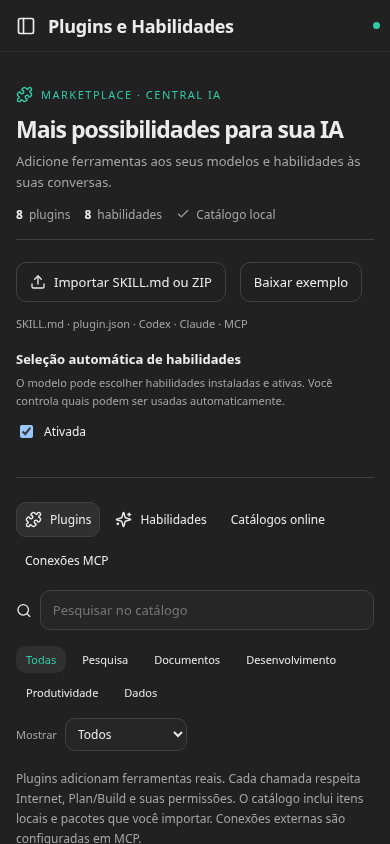 Plugins e Habilidades
MARKETPLACE · CENTRAL IA
Mais possibilidades para sua IA
Adicione ferramentas aos seus modelos e habilidades às
suas conversas.
8 plugins 8 habilidades Catálogo local
Importar SKILL.md ou ZIP Baixar exemplo
SKILL.md · plugin.json · Codex · Claude · MCP
Seleção automática de habilidades
O modelo pode escolher habilidades instaladas e ativas. Você
controla quais podem ser usadas automaticamente.
Ativada
Plugins Habilidades Catálogos online
Conexões MCP
Pesquisar no catálogo
Todas Pesquisa Documentos Desenvolvimento
Produtividade Dados
Mostrar Todos
Plugins adicionam ferramentas reais. Cada chamada respeita
Internet, Plan/Build e suas permissões. O catálogo inclui itens
locais e pacotes que você importar. Conexões externas são
configuradas em MCP.